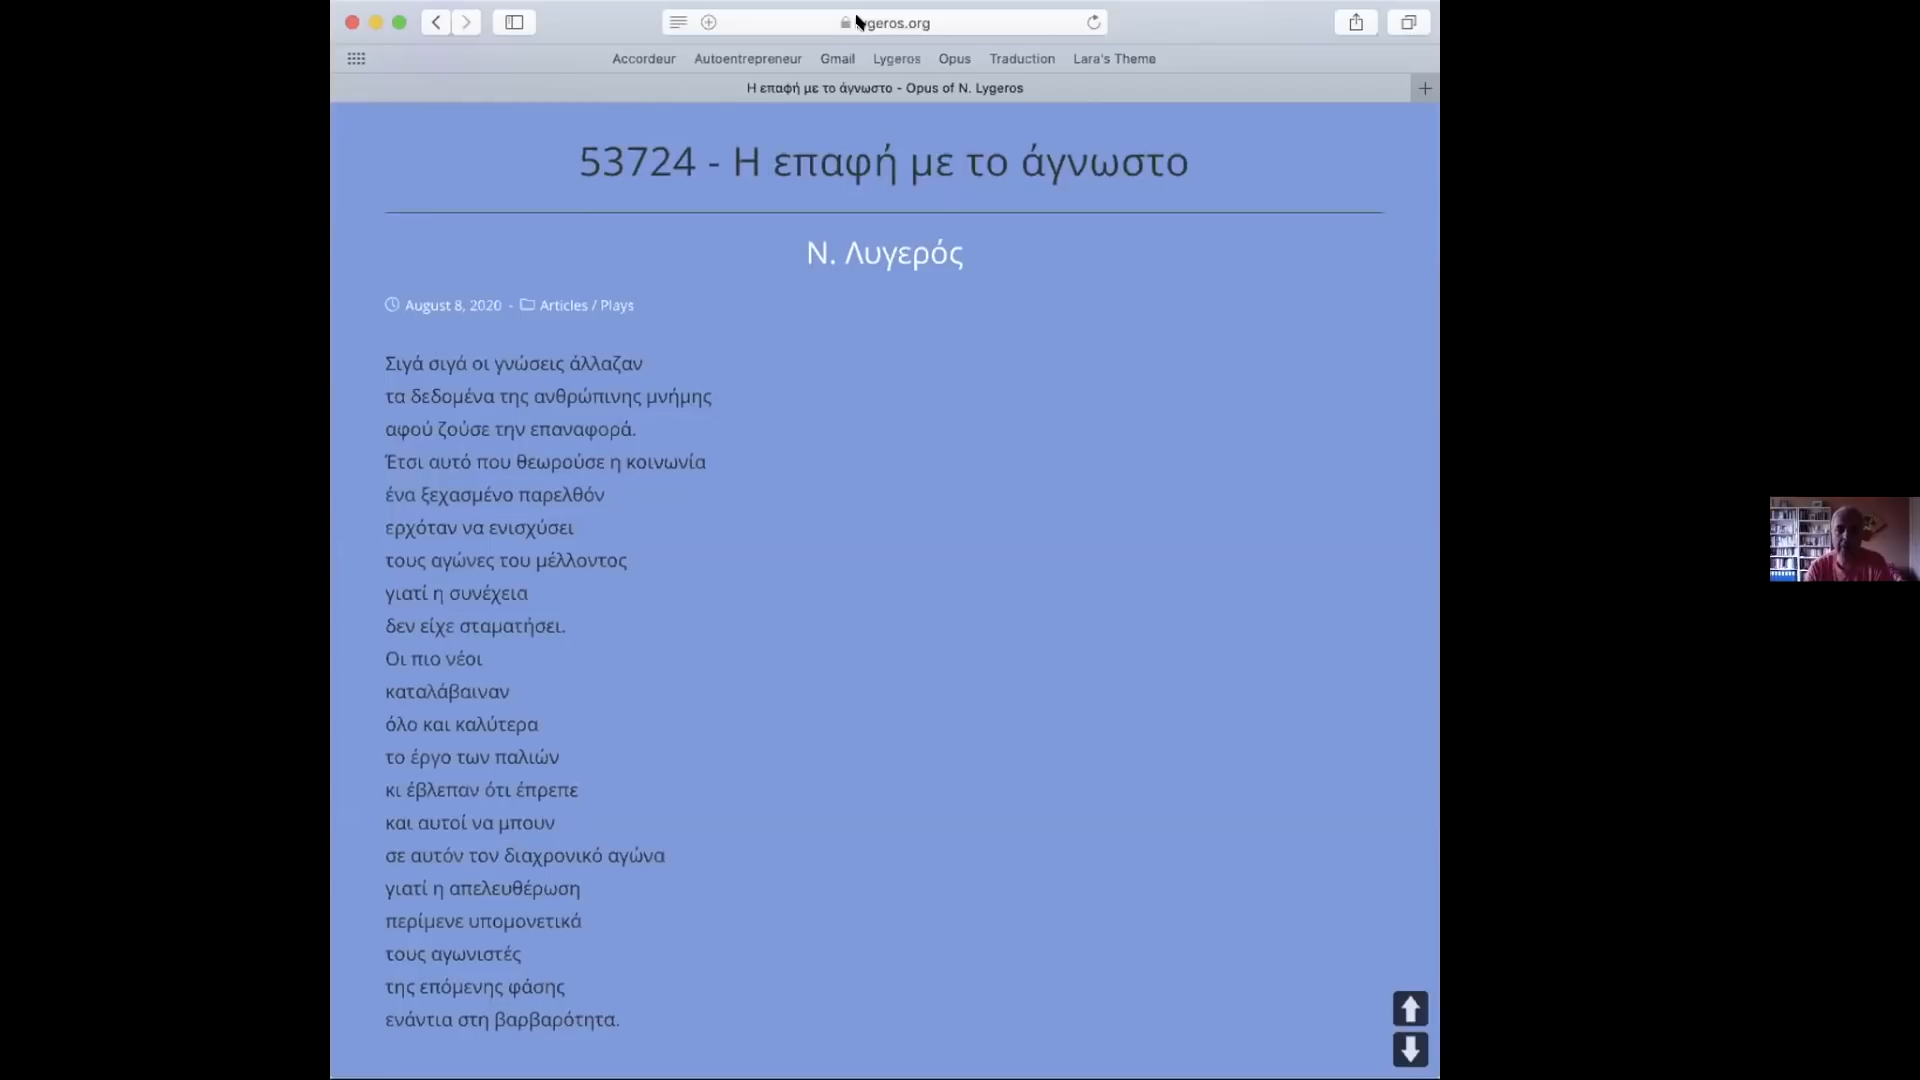 lygeros.org
Accordeur Autoentrepreneur Gmail Lygeros Opus Traduction Lara's Theme
Η επαφή με το άγνωστο - Opus of N. Lygeros
53724 - Η επαφή με το άγνωστο
Ν. Λυγερός
August 8, 2020 - Articles / Plays
Σιγά σιγά οι γνώσεις άλλαζαν
τα δεδομένα της ανθρώπινης μνήμης
αφού ζούσε την επαναφορά.
Έτσι αυτό που θεωρούσε η κοινωνία
ένα ξεχασμένο παρελθόν
ερχόταν να ενισχύσει
τους αγώνες του μέλλοντος
γιατί η συνέχεια
δεν είχε σταματήσει.
Οι πιο νέοι
καταλάβαιναν
όλο και καλύτερα
το έργο των παλιών
κι έβλεπαν ότι έπρεπε
και αυτοί να μπουν
σε αυτόν τον διαχρονικό αγώνα
γιατί η απελευθέρωση
περίμενε υπομονετικά
τους αγωνιστές
της επόμενης φάσης
ενάντια στη βαρβαρότητα.